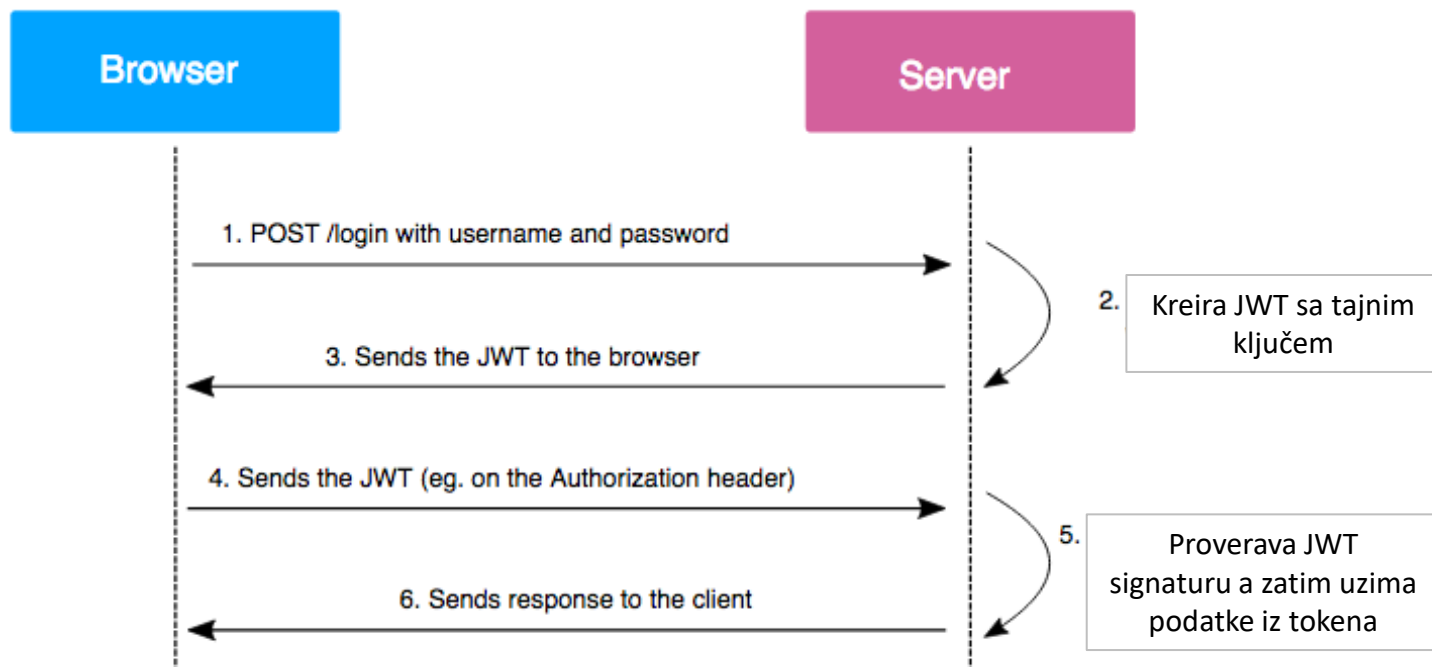 Browser
Server
1. POST /login with username and password
2.
Kreira JWT sa tajnim
ključem
3. Sends the JWT to the browser
4. Sends the JWT (eg. on the Authorization header)
5.
Proverava JWT
signaturu a zatim uzima
podatke iz tokena
6. Sends response to the client